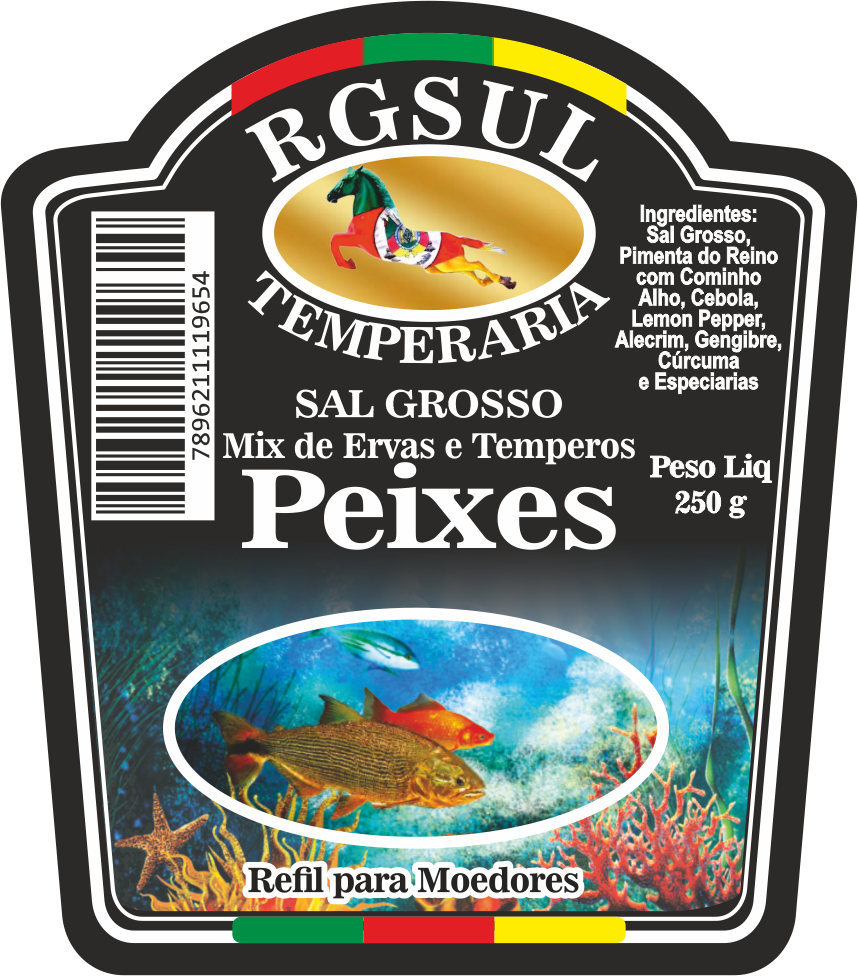 RGSUL
TEMPERARIA
7896211119654
Ingredientes:
Sal Grosso,
Pimenta do Reino
com Cominho
Alho, Cebola,
Lemon Pepper,
Alecrim, Gengibre,
Cúrcuma
e Especiarias
SAL GROSSO
Mix de Ervas e Temperos
Peixes
Peso Liq
250 g
Refil para Moedores